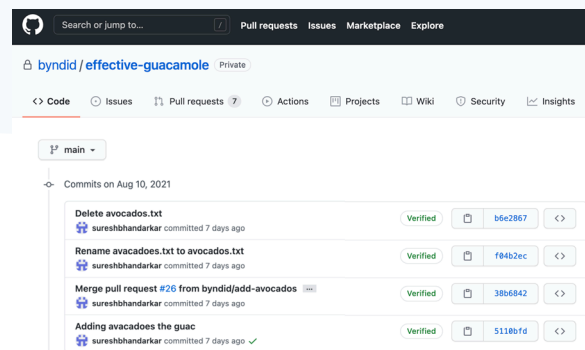 Search or jump to... / Pull requests Issues Marketplace Explore
byndid / effective-guacamole Private
<> Code Issues Pull requests 7 Actions Projects Wiki Security Insights
main
Commits on Aug 10, 2021
Delete avocados.txt
sureshbhandarkar committed 7 days ago Verified b6e2867 <>
Rename avacadoes.txt to avocados.txt
sureshbhandarkar committed 7 days ago Verified f04b2ec <>
Merge pull request #26 from byndid/add-avocados ...
sureshbhandarkar committed 7 days ago Verified 38b6842 <>
Adding avacadoes the guac
sureshbhandarkar committed 7 days ago ✓ Verified 5110bfd <>